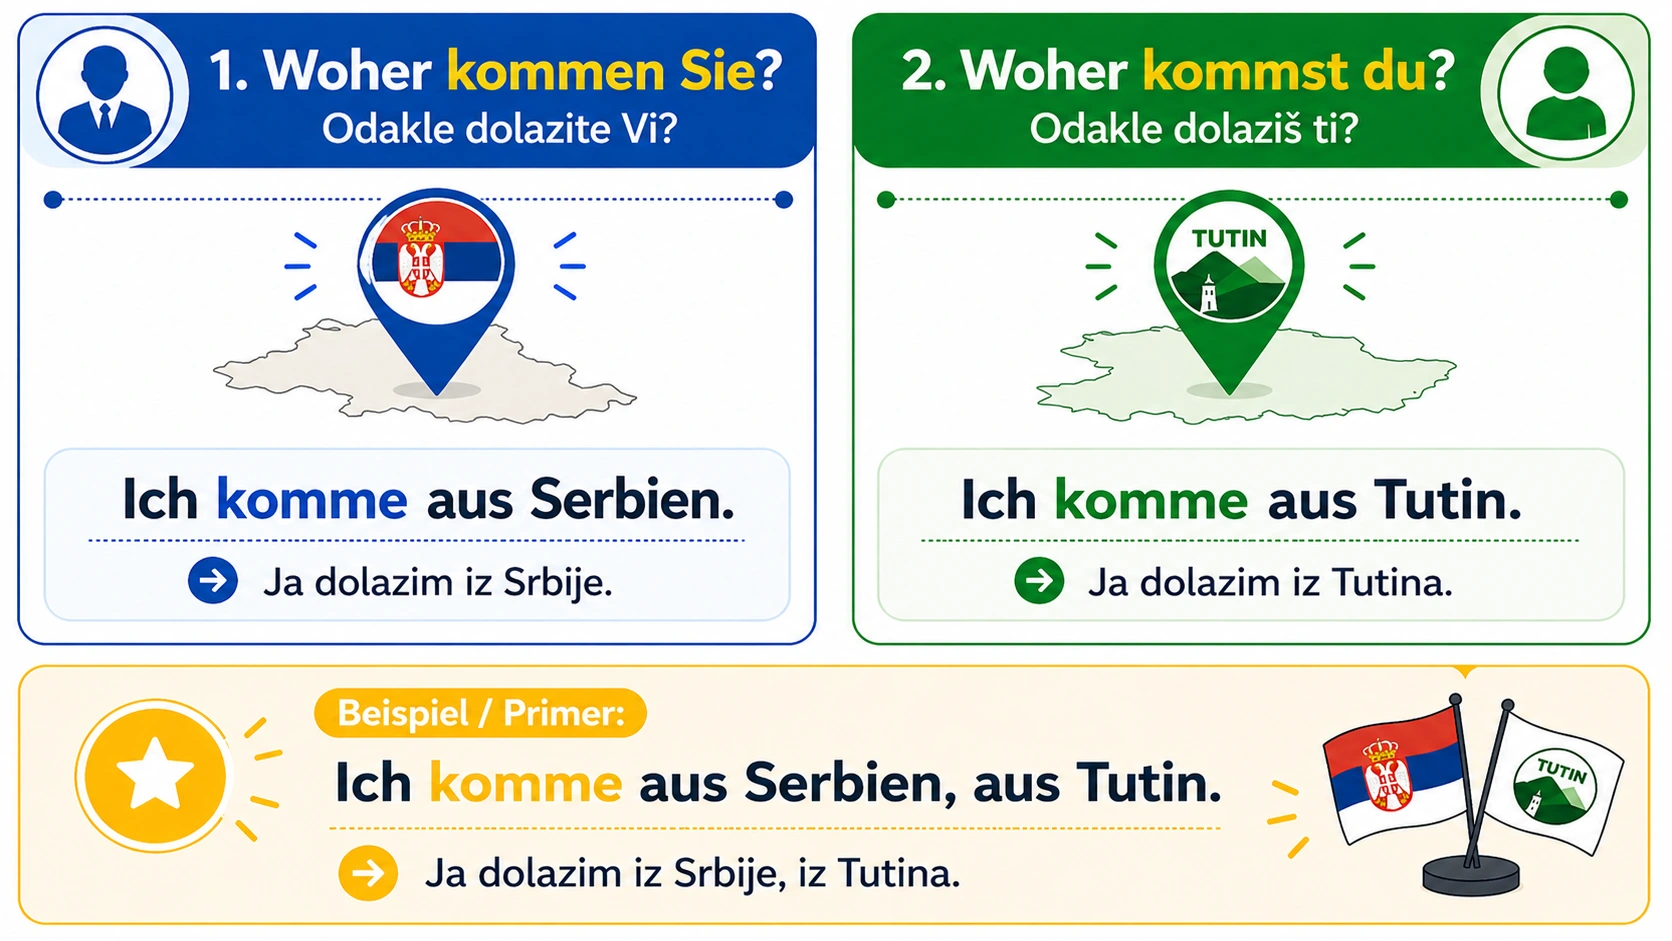 1. Woher kommen Sie?
Odakle dolazite Vi?
TUTIN
Ich komme aus Serbien.
Ja dolazim iz Srbije.
2. Woher kommst du?
Odakle dolaziš ti?
Ich komme aus Tutin.
Ja dolazim iz Tutina.
Beispiel / Primer:
Ich komme aus Serbien, aus Tutin.
Ja dolazim iz Srbije, iz Tutina.
TUTIN